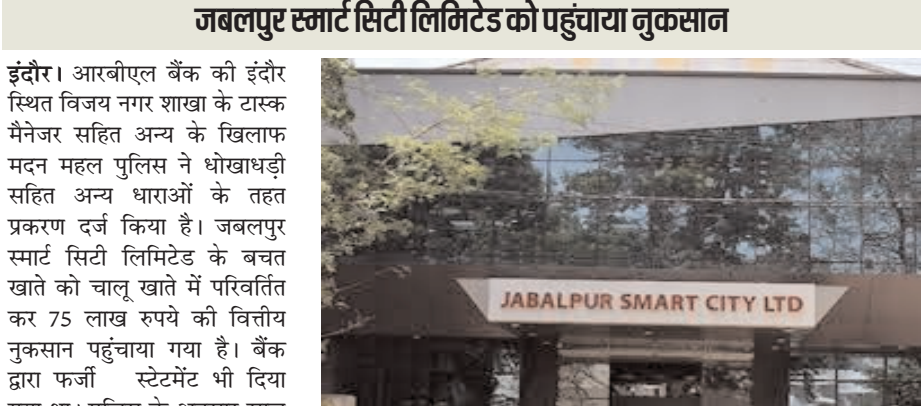 जबलपुर स्मार्ट सिटी लिमिटेड को पहुंचाया नुकसान
इंदौर। आरबीएल बैंक की इंदौर
स्थित विजय नगर शाखा के टास्क
मैनेजर सहित अन्य के खिलाफ
मदन महल पुलिस ने धोखाधड़ी
सहित अन्य धाराओं के तहत
प्रकरण दर्ज किया है। जबलपुर
स्मार्ट सिटी लिमिटेड के बचत
खाते को चालू खाते में परिवर्तित
कर 75 लाख रुपये की वित्तीय
नुकसान पहुंचाया गया है। बैंक
द्वारा फर्जी स्टेटमेंट भी दिया
JABALPUR SMART CITY LTD